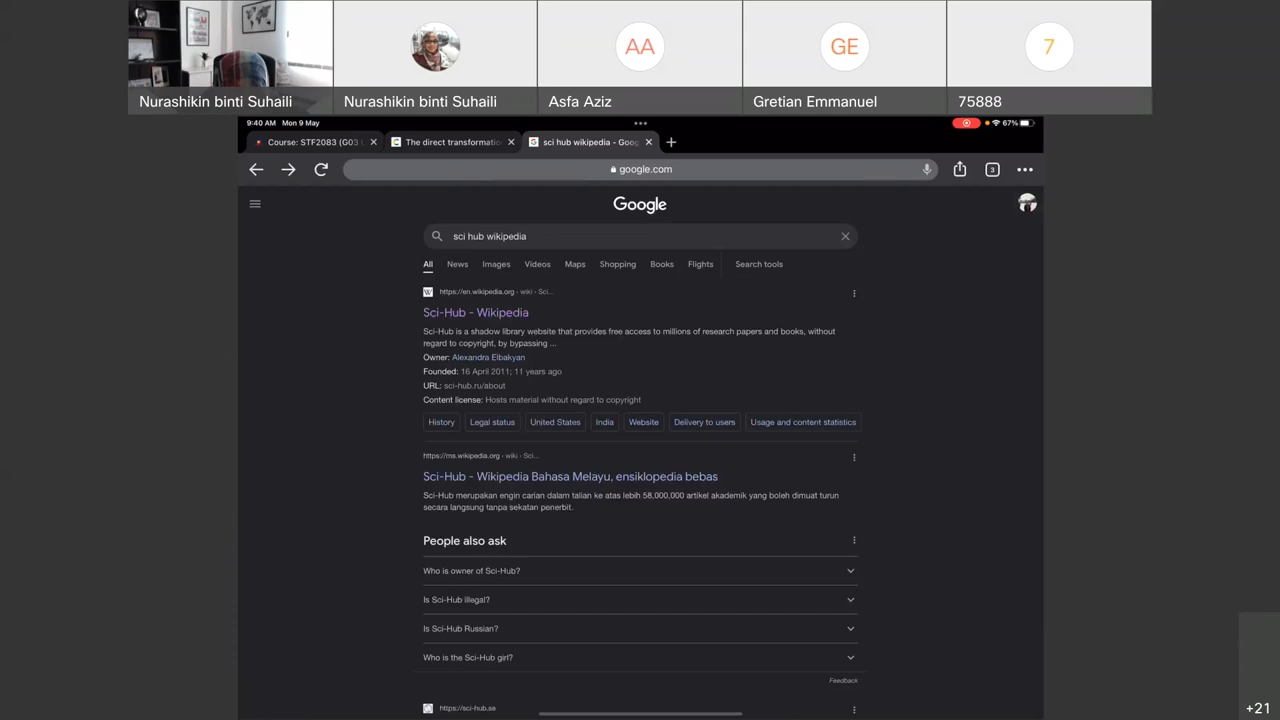 AA
GE
7
Nurashikin binti Suhaili
Nurashikin binti Suhaili
Asfa Aziz
Gretian Emmanuel
75888
9:40 AM Mon 9 May
67%
Course: STF2083 (G03
The direct transformatio
sci hub wikipedia - Goog
google.com
3
Google
sci hub wikipedia
All News Images Videos Maps Shopping Books Flights Search tools
W https://en.wikipedia.org › wiki › Sci...
Sci-Hub - Wikipedia
Sci-Hub is a shadow library website that provides free access to millions of research papers and books, without
regard to copyright, by bypassing ...
Owner: Alexandra Elbakyan
Founded: 16 April 2011; 11 years ago
URL: sci-hub.ru/about
Content license: Hosts material without regard to copyright
History Legal status United States India Website Delivery to users Usage and content statistics
https://ms.wikipedia.org › wiki › Sci...
Sci-Hub - Wikipedia Bahasa Melayu, ensiklopedia bebas
Sci-Hub merupakan engin carian dalam talian ke atas lebih 58,000,000 artikel akademik yang boleh dimuat turun
secara langsung tanpa sekatan penerbit.
People also ask
Who is owner of Sci-Hub?
Is Sci-Hub illegal?
Is Sci-Hub Russian?
Who is the Sci-Hub girl?
Feedback
https://sci-hub.se
+21